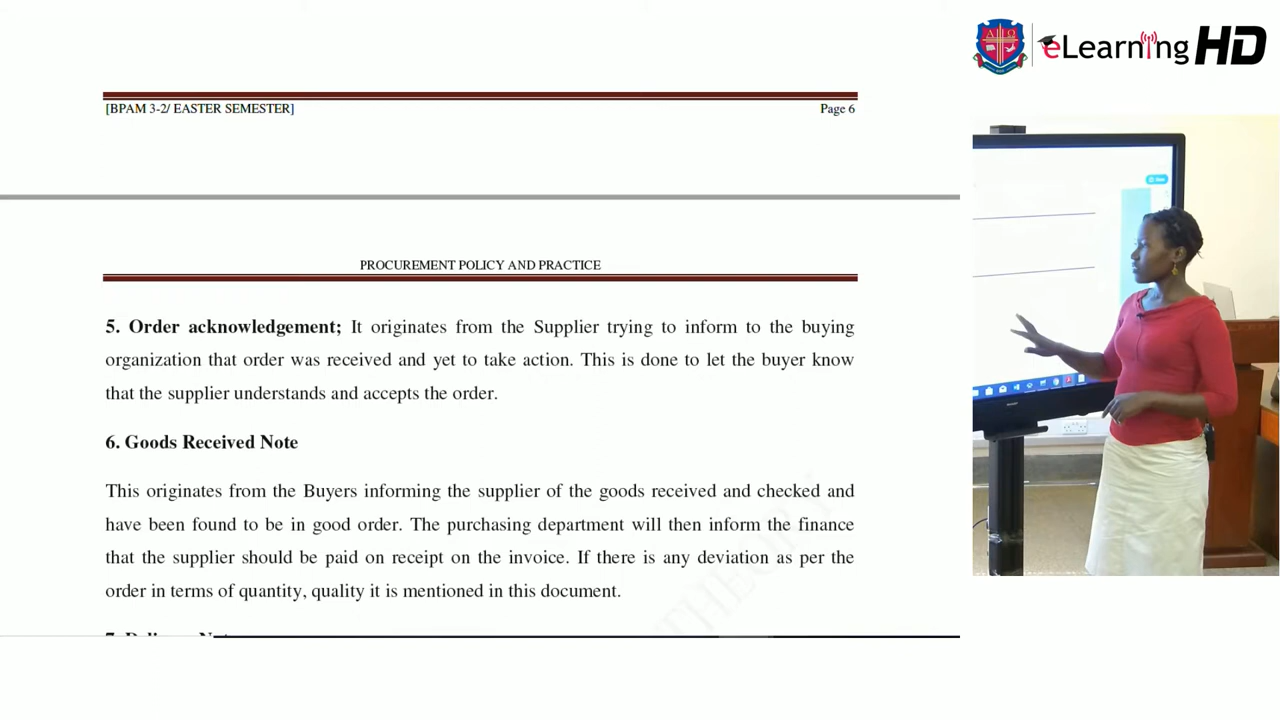 eLearning HD
[BPAM 3-2/ EASTER SEMESTER] Page 6
PROCUREMENT POLICY AND PRACTICE
5. Order acknowledgement; It originates from the Supplier trying to inform to the buying
organization that order was received and yet to take action. This is done to let the buyer know
that the supplier understands and accepts the order.
6. Goods Received Note
This originates from the Buyers informing the supplier of the goods received and checked and
have been found to be in good order. The purchasing department will then inform the finance
that the supplier should be paid on receipt on the invoice. If there is any deviation as per the
order in terms of quantity, quality it is mentioned in this document.